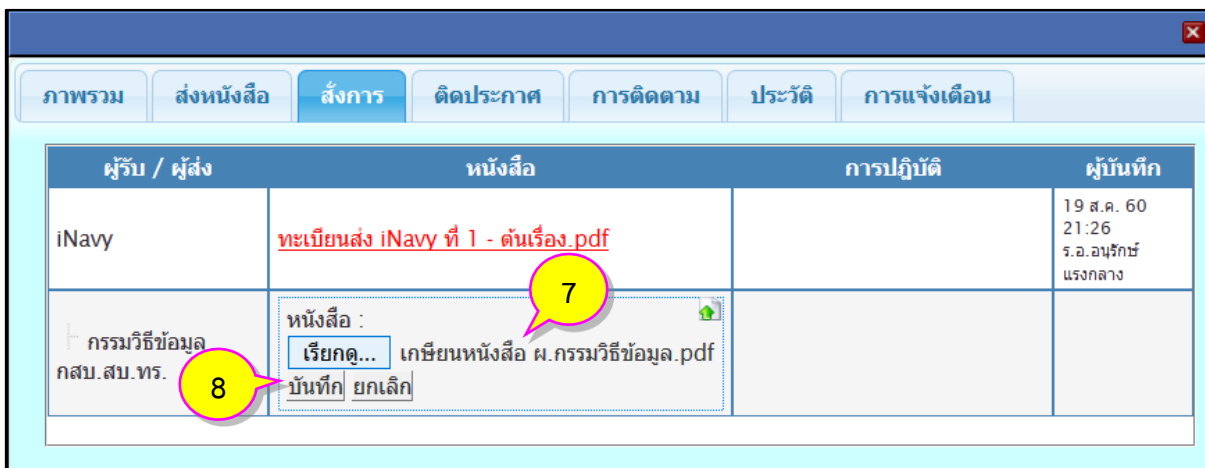 ภาพรวม ส่งหนังสือ สั่งการ ติดประกาศ การติดตาม ประวัติ การแจ้งเตือน
ผู้รับ / ผู้ส่ง หนังสือ การปฏิบัติ ผู้บันทึก
iNavy ทะเบียนส่ง iNavy ที่ 1 - ต้นเรื่อง.pdf
19 ส.ค. 60
21:26
ร.อ.อนุรักษ์
แรงกลาง
7
หนังสือ :
กรรมวิธีข้อมูล
กสบ.สบ.ทร.
เรียกดู... เกษียนหนังสือ ผ.กรรมวิธีข้อมูล.pdf
8
บันทึก ยกเลิก